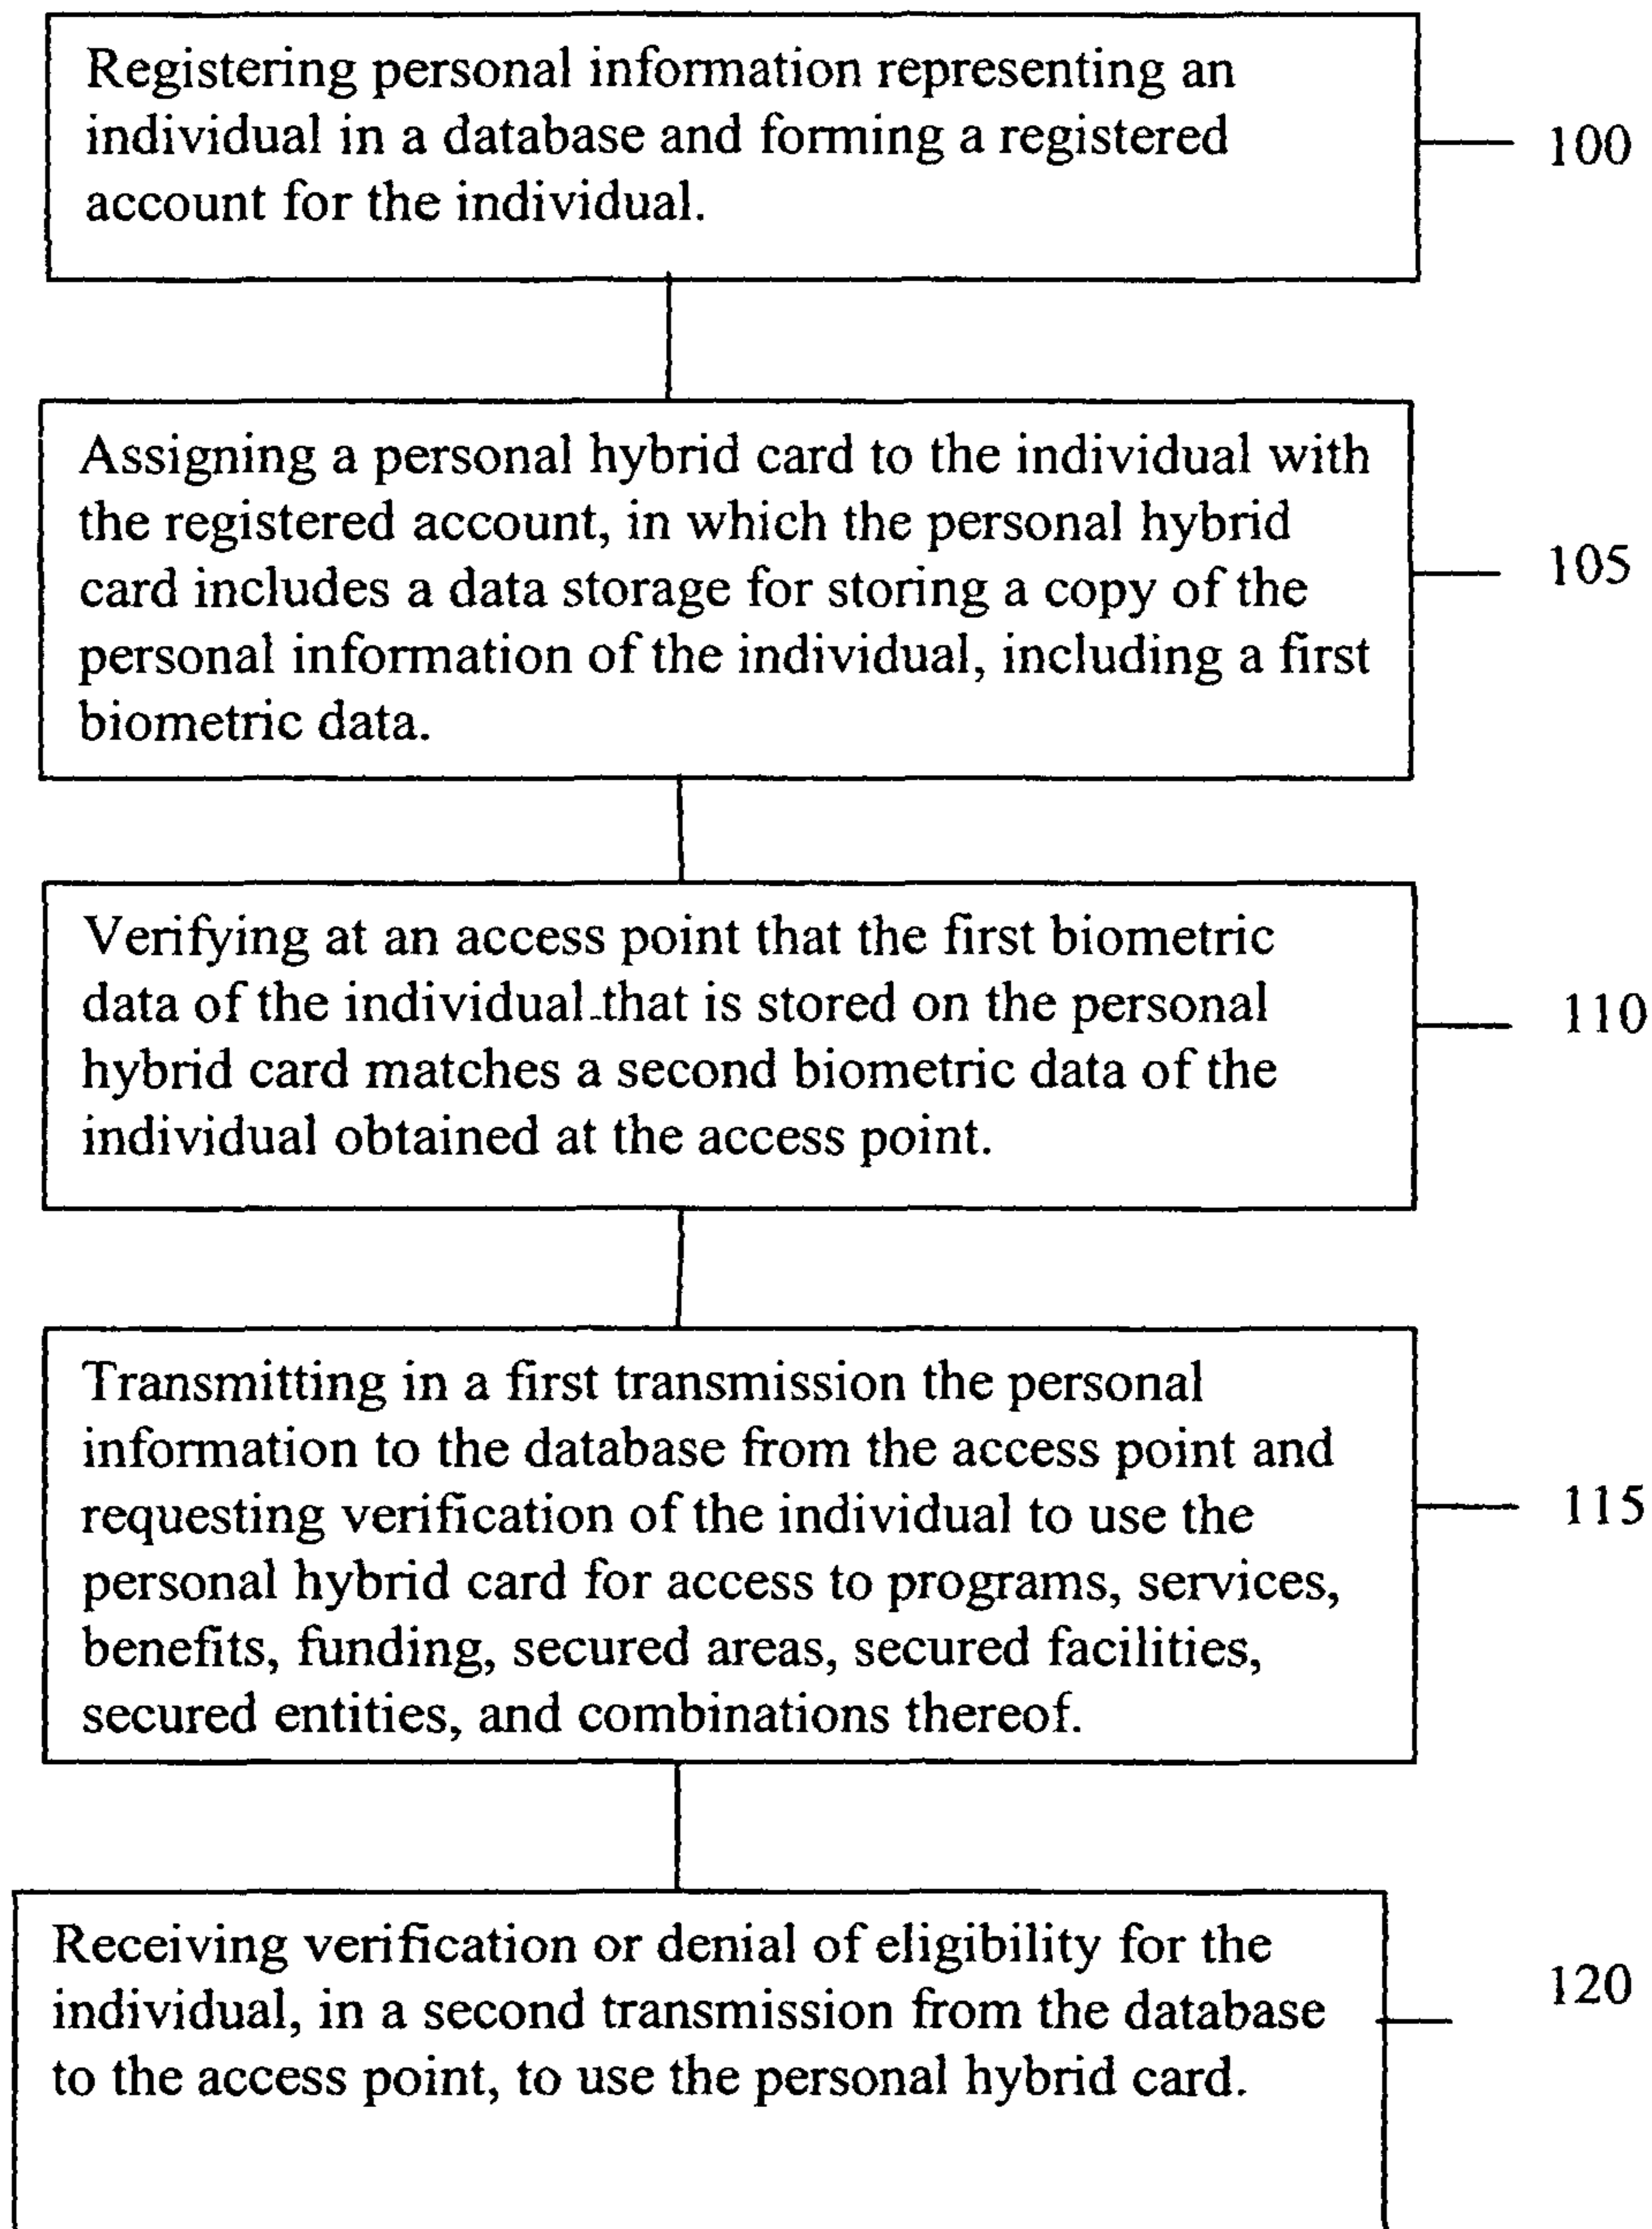 Registering personal information representing an
individual in a database and forming a registered
account for the individual.
100
Assigning a personal hybrid card to the individual with
the registered account, in which the personal hybrid
card includes a data storage for storing a copy of the
personal information of the individual, including a first
biometric data.
105
Verifying at an access point that the first biometric
data of the individual that is stored on the personal
hybrid card matches a second biometric data of the
individual obtained at the access point.
110
Transmitting in a first transmission the personal
information to the database from the access point and
requesting verification of the individual to use the
personal hybrid card for access to programs, services,
benefits, funding, secured areas, secured facilities,
secured entities, and combinations thereof.
115
Receiving verification or denial of eligibility for the
individual, in a second transmission from the database
to the access point, to use the personal hybrid card.
120